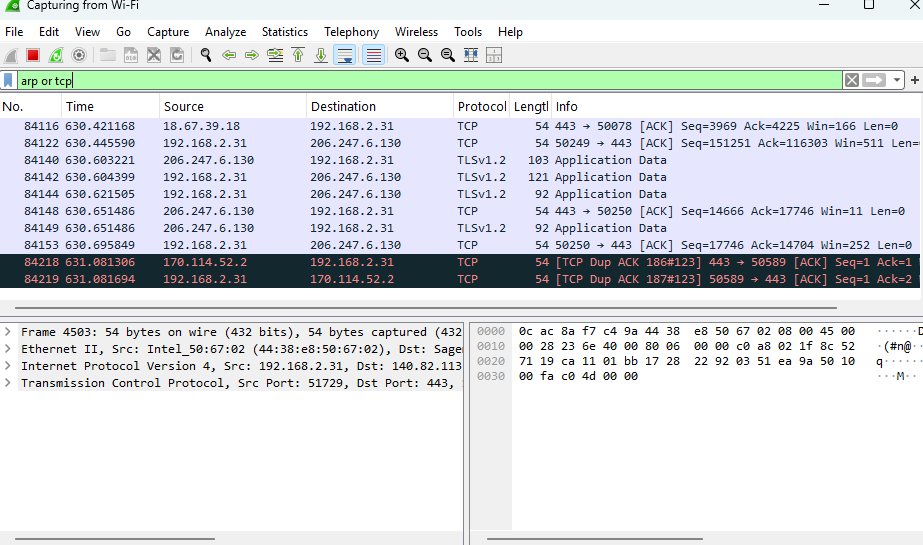 Capturing from Wi-Fi
File Edit View Go Capture Analyze Statistics Telephony Wireless Tools Help
arp or tcp
No. Time Source Destination Protocol Lengtl Info
84116 630.421168 18.67.39.18 192.168.2.31 TCP 54 443 → 50078 [ACK] Seq=3969 Ack=4225 Win=166 Len=0
84122 630.445590 192.168.2.31 206.247.6.130 TCP 54 50249 → 443 [ACK] Seq=151251 Ack=116303 Win=511 Len=
84140 630.603221 206.247.6.130 192.168.2.31 TLSv1.2 103 Application Data
84142 630.604399 192.168.2.31 206.247.6.130 TLSv1.2 121 Application Data
84144 630.621505 192.168.2.31 206.247.6.130 TLSv1.2 92 Application Data
84148 630.651486 206.247.6.130 192.168.2.31 TCP 54 443 → 50250 [ACK] Seq=14666 Ack=17746 Win=11 Len=0
84149 630.651486 206.247.6.130 192.168.2.31 TLSv1.2 92 Application Data
84153 630.695849 192.168.2.31 206.247.6.130 TCP 54 50250 → 443 [ACK] Seq=17746 Ack=14704 Win=252 Len=0
84218 631.081306 170.114.52.2 192.168.2.31 TCP 54 [TCP Dup ACK 186#123] 443 → 50589 [ACK] Seq=1 Ack=1
84219 631.081694 192.168.2.31 170.114.52.2 TCP 54 [TCP Dup ACK 187#123] 50589 → 443 [ACK] Seq=1 Ack=2
Frame 4503: 54 bytes on wire (432 bits), 54 bytes captured (432
Ethernet II, Src: Intel_50:67:02 (44:38:e8:50:67:02), Dst: Sage
Internet Protocol Version 4, Src: 192.168.2.31, Dst: 140.82.113
Transmission Control Protocol, Src Port: 51729, Dst Port: 443,
0000 0c ac 8a f7 c4 9a 44 38 e8 50 67 02 08 00 45 00 ······D
0010 00 28 23 6e 40 00 80 06 00 00 c0 a8 02 1f 8c 52 ·(#n@··
0020 71 19 ca 11 01 bb 17 28 22 92 03 51 ea 9a 50 10 q······
0030 00 fa c0 4d 00 00 ···M··